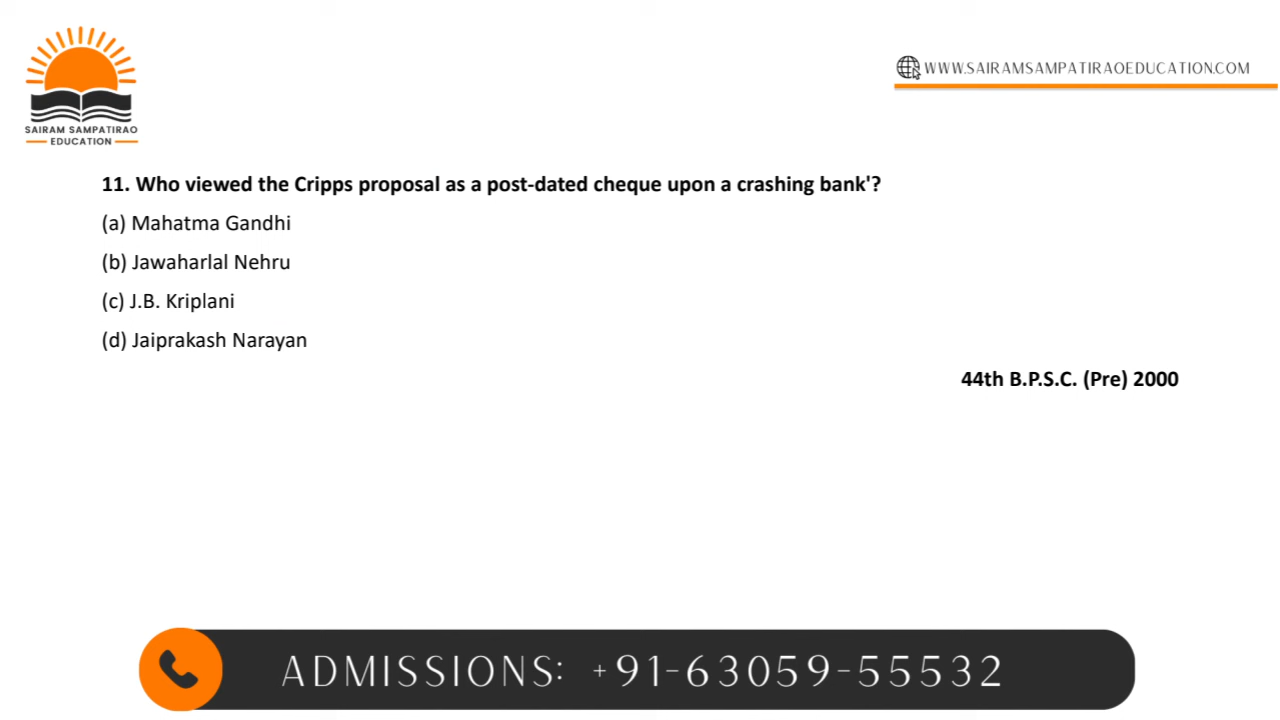 SAIRAM SAMPATIRAO
EDUCATION
WWW.SAIRAMSAMPATIRAOEDUCATION.COM
11. Who viewed the Cripps proposal as a post-dated cheque upon a crashing bank'?
(a) Mahatma Gandhi
(b) Jawaharlal Nehru
(c) J.B. Kriplani
(d) Jaiprakash Narayan
44th B.P.S.C. (Pre) 2000
ADMISSIONS: +91-63059-55532